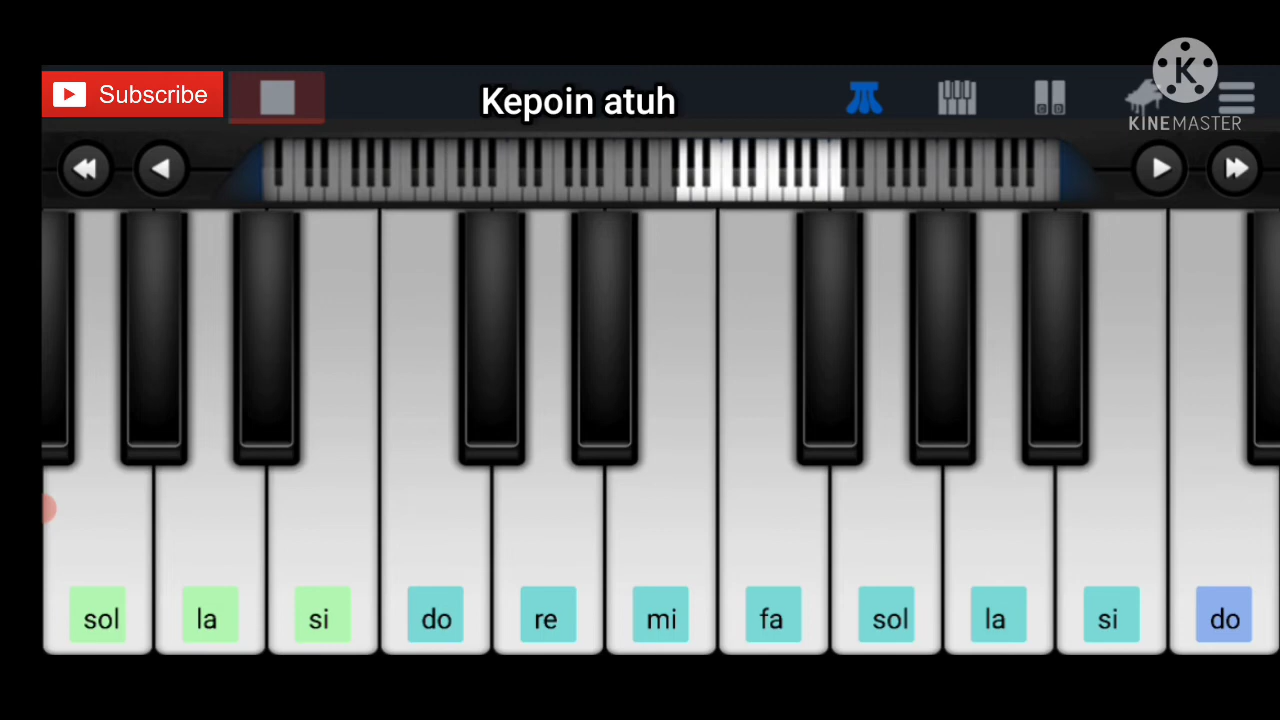 Subscribe
Kepoin atuh
KINEMASTER
sol la si do re mi fa sol la si do